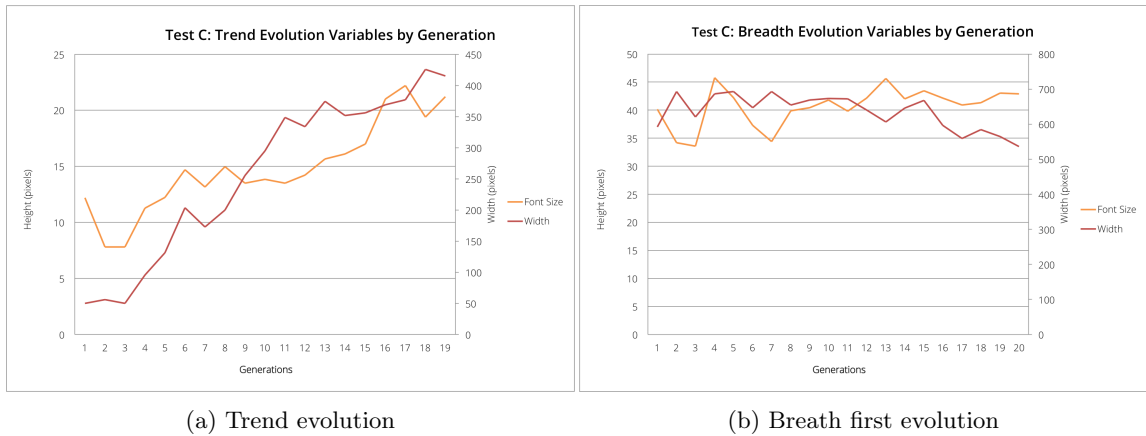 Test C: Trend Evolution Variables by Generation
25
20
15
10
5
0
Height (pixels)
450
400
350
300
250
200
150
100
50
0
Width (pixels)
Font Size
Width
1 2 3 4 5 6 7 8 9 10 11 12 13 14 15 16 17 18 19
Generations
(a) Trend evolution
Test C: Breadth Evolution Variables by Generation
50
45
40
35
30
25
20
15
10
5
0
Height (pixels)
800
700
600
500
400
300
200
100
0
Width (pixels)
Font Size
Width
1 2 3 4 5 6 7 8 9 10 11 12 13 14 15 16 17 18 19 20
Generations
(b) Breath first evolution